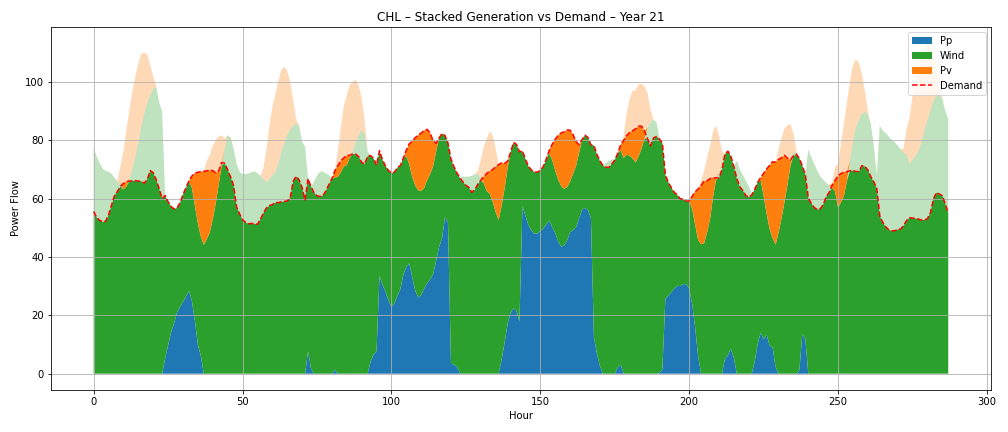 CHL – Stacked Generation vs Demand – Year 21
Power Flow
100
80
60
40
20
0
0
50
100
150
200
250
300
Hour
Pp
Wind
Pv
Demand